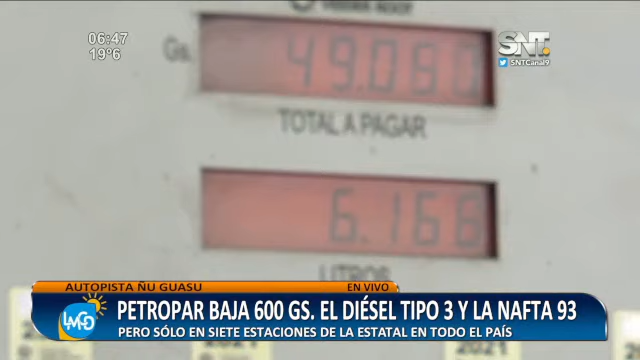 06:47
19°6
SNT
SNTCanal9
Gs.
49.060
TOTAL A PAGAR
6.166
LITROS
AUTOPISTA ÑU GUASU
EN VIVO
LMCD
PETROPAR BAJA 600 GS. EL DIÉSEL TIPO 3 Y LA NAFTA 93
PERO SÓLO EN SIETE ESTACIONES DE LA ESTATAL EN TODO EL PAÍS
2021